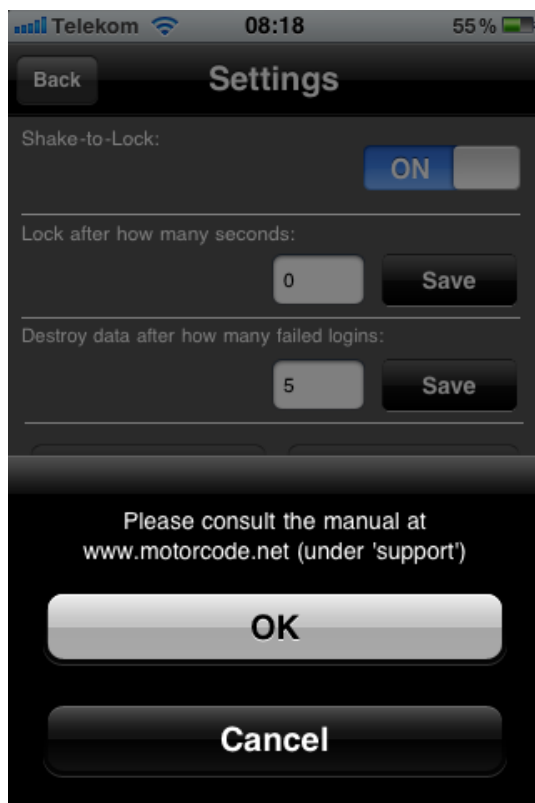 Telekom 08:18 55 %
Back Settings
Shake-to-Lock:
ON
Lock after how many seconds:
0 Save
Destroy data after how many failed logins:
5 Save
Please consult the manual at
www.motorcode.net (under 'support')
OK
Cancel